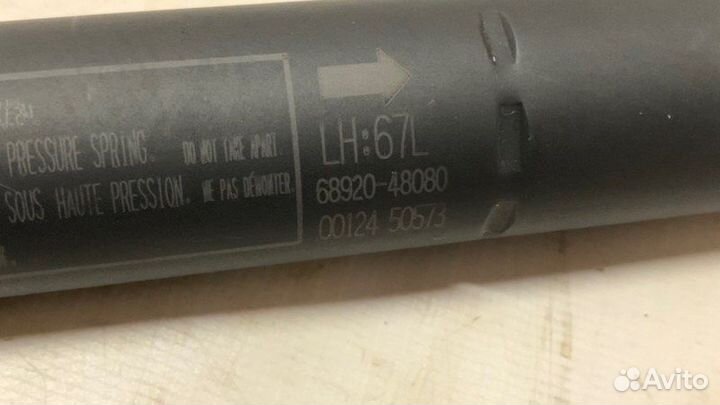 PRESSURE SPRING. DO NOT TAKE APART
SOUS HAUTE PRESSION. NE PAS DÉMONTER.
LH:67L
68920-48080
00124 50573
Avito